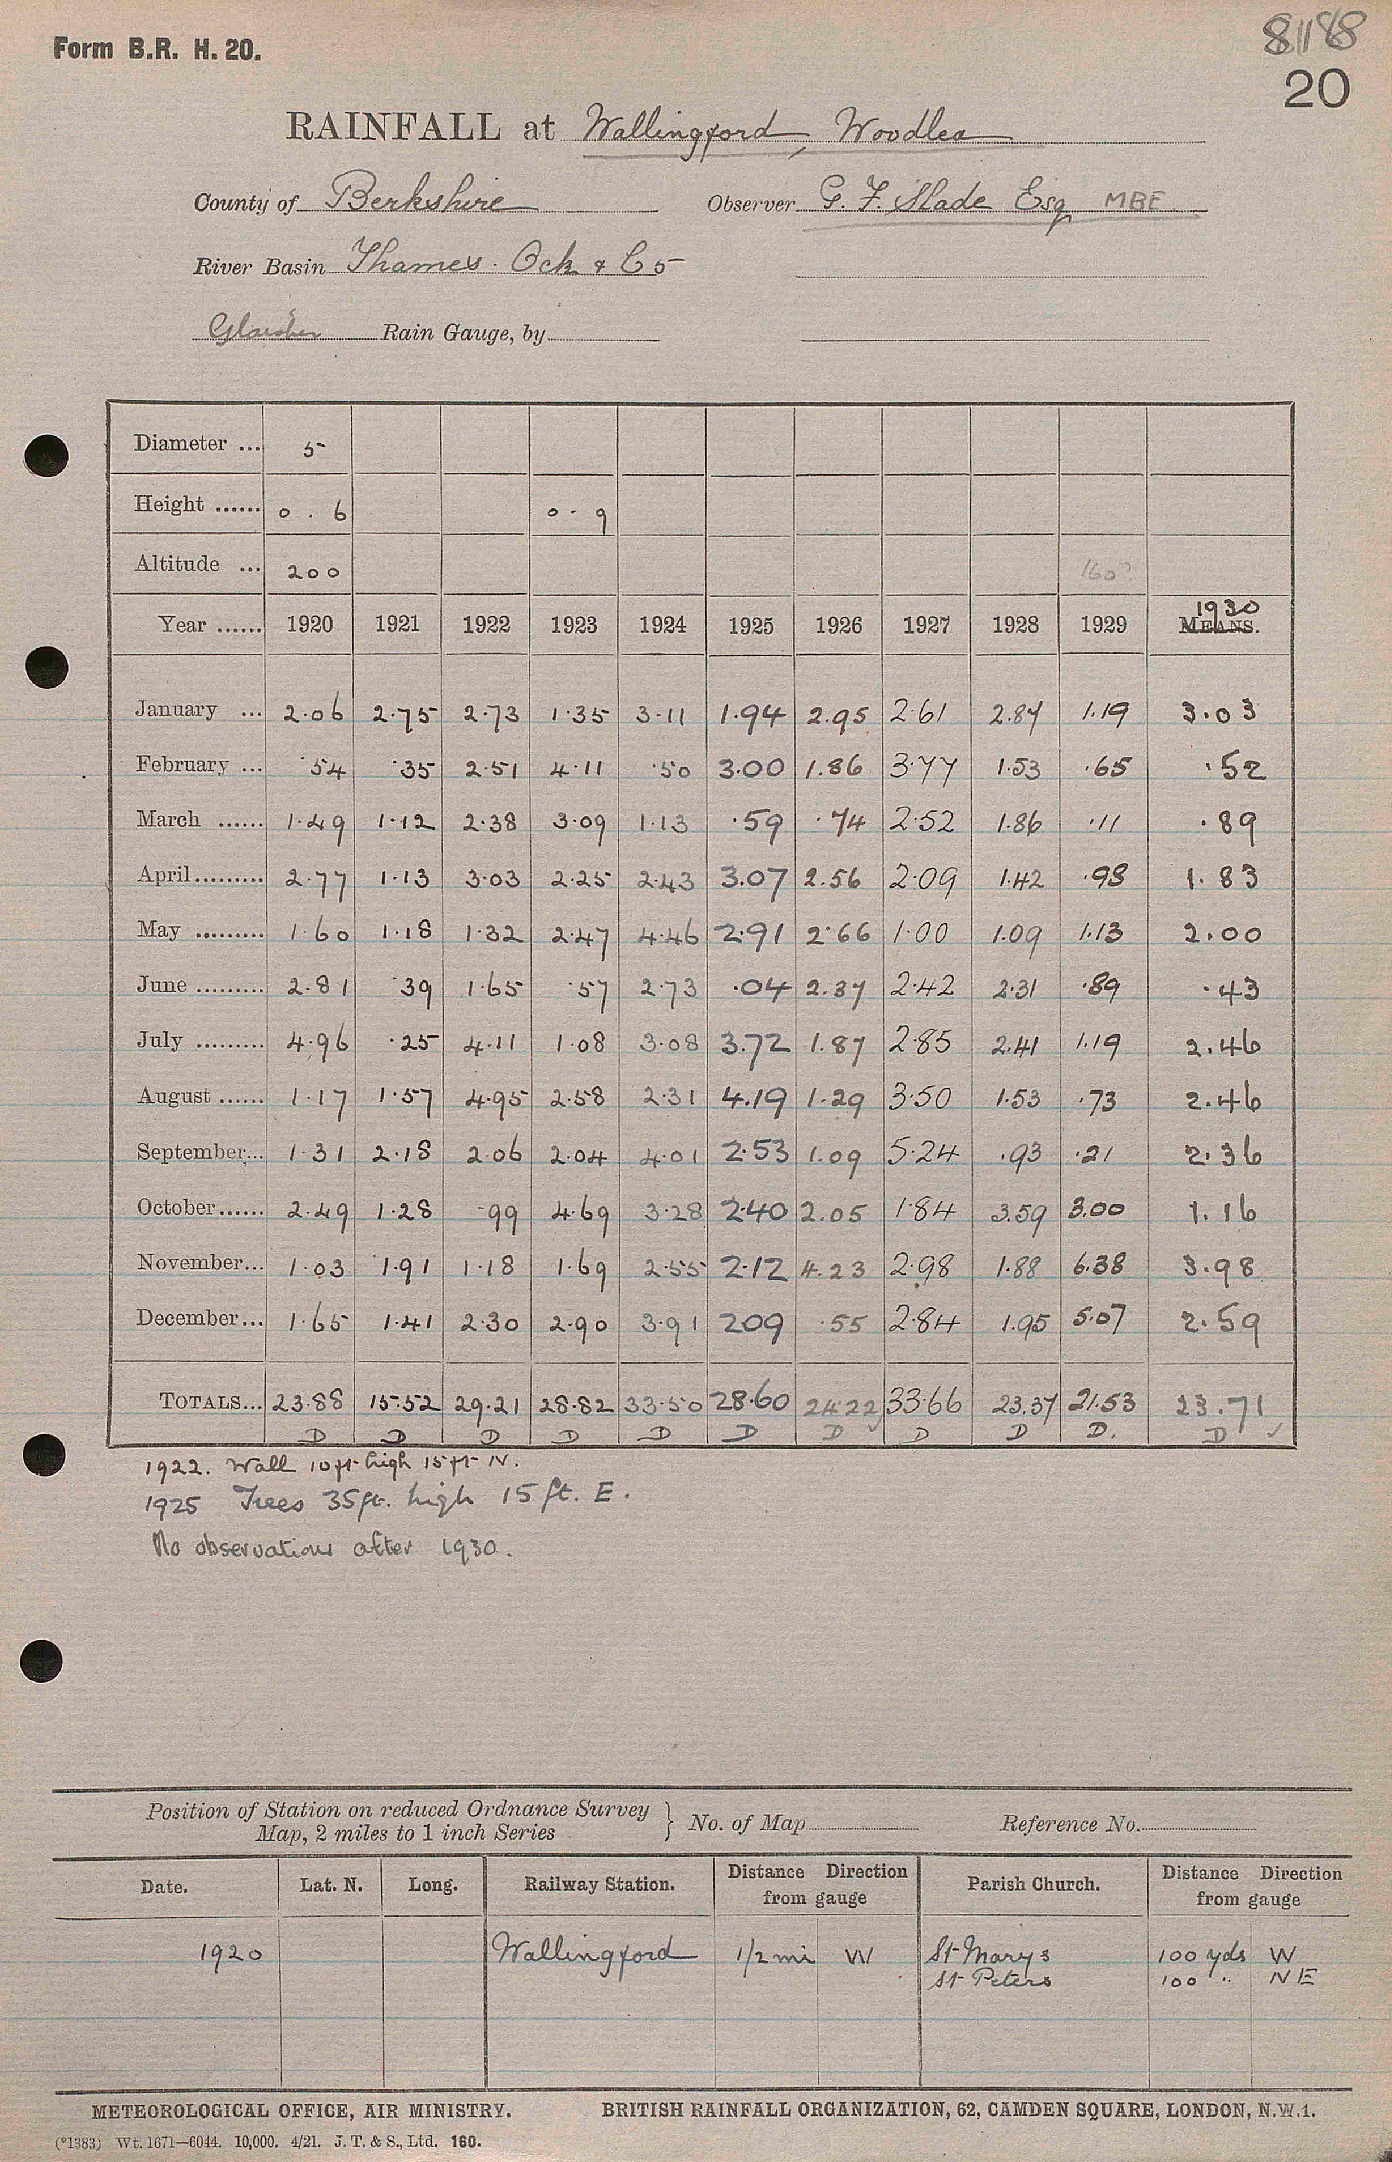 Form B.R. H. 20.
8118
20
RAINFALL at Wallingford, Woodlea
County of Berkshire Observer G. F. Slade Esq MBE
River Basin Thames. Ock & C5
Glaisher Rain Gauge, by
Diameter ... 5
Height ...... 0 . 6 0 . 9
Altitude ... 200 160?
Year ...... 1920 1921 1922 1923 1924 1925 1926 1927 1928 1929 1930 MEANS.
January ... 2.06 2.75 2.73 1.35 3.11 1.94 2.95 2.61 2.87 1.19 3.03
February ... .54 .35 2.51 4.11 .50 3.00 1.86 3.77 1.53 .65 .52
March ...... 1.49 1.12 2.38 3.09 1.13 .59 .74 2.52 1.86 .11 .89
April......... 2.77 1.13 3.03 2.25 2.43 3.07 2.56 2.09 1.42 .98 1.83
May ......... 1.60 1.18 1.32 2.47 4.46 2.91 2.66 1.00 1.09 1.13 2.00
June ......... 2.81 .39 1.65 .57 2.73 .04 2.37 2.42 2.31 .89 .43
July ......... 4.96 .25 4.11 1.08 3.08 3.72 1.87 2.85 2.41 1.19 2.46
August ...... 1.17 1.57 4.95 2.58 2.31 4.19 1.29 3.50 1.53 .73 2.46
September... 1.31 2.18 2.06 2.04 4.01 2.53 1.09 5.24 .93 .21 2.36
October...... 2.49 1.28 .99 4.69 3.28 2.40 2.05 1.84 3.59 3.00 1.16
November... 1.03 1.91 1.18 1.69 2.55 2.12 4.23 2.98 1.88 6.38 3.98
December... 1.65 1.41 2.30 2.90 3.91 209 .55 2.84 1.95 5.07 2.59
TOTALS... 23.88 15.52 29.21 28.82 33.50 28.60 24.22 33.66 23.37 21.53 23.71
D D D D D D D D D D. D ✓
1922. Wall 10ft high 15ft N.
1925 Trees 35ft. high 15 ft. E.
No observations after 1930.
Position of Station on reduced Ordnance Survey
Map, 2 miles to 1 inch Series } No. of Map Reference No.
Date. Lat. N. Long. Railway Station. Distance Direction from gauge Parish Church. Distance Direction from gauge
1920 Wallingford 1/2 mi W St Marys 100 yds W
St Peters 100 " NE
METEOROLOGICAL OFFICE, AIR MINISTRY. BRITISH RAINFALL ORGANIZATION, 62, CAMDEN SQUARE, LONDON, N.W.1.
(*1383) Wt. 1671—6044. 10,000. 4/21. J. T. & S., Ltd. 160.